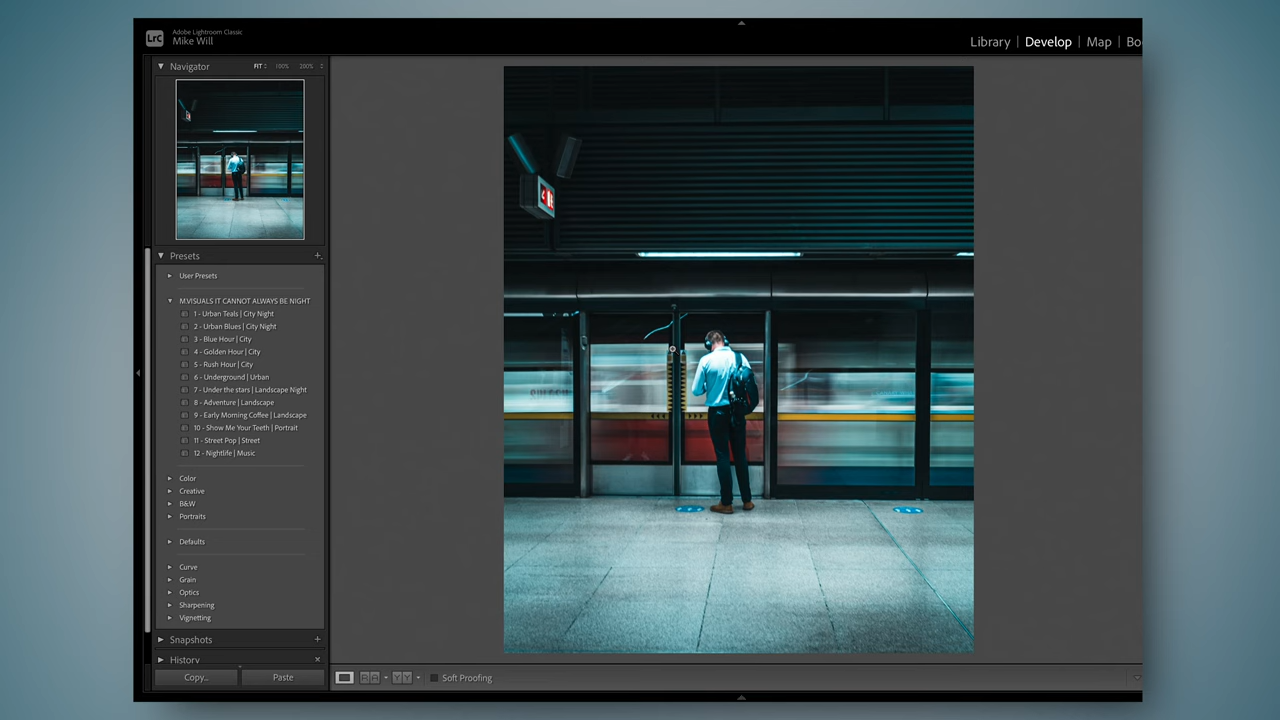 LrC
Adobe Lightroom Classic
Mike Will
Library | Develop | Map | Bo
Navigator
FIT
100%
200%
Presets
User Presets
M.VISUALS IT CANNOT ALWAYS BE NIGHT
1 - Urban Teals | City Night
2 - Urban Blues | City Night
3 - Blue Hour | City
4 - Golden Hour | City
5 - Rush Hour | City
6 - Underground | Urban
7 - Under the stars | Landscape Night
8 - Adventure | Landscape
9 - Early Morning Coffee | Landscape
10 - Show Me Your Teeth | Portrait
11 - Street Pop | Street
12 - Nightlife | Music
Color
Creative
B&W
Portraits
Defaults
Curve
Grain
Optics
Sharpening
Vignetting
Snapshots
History
Copy...
Paste
Soft Proofing